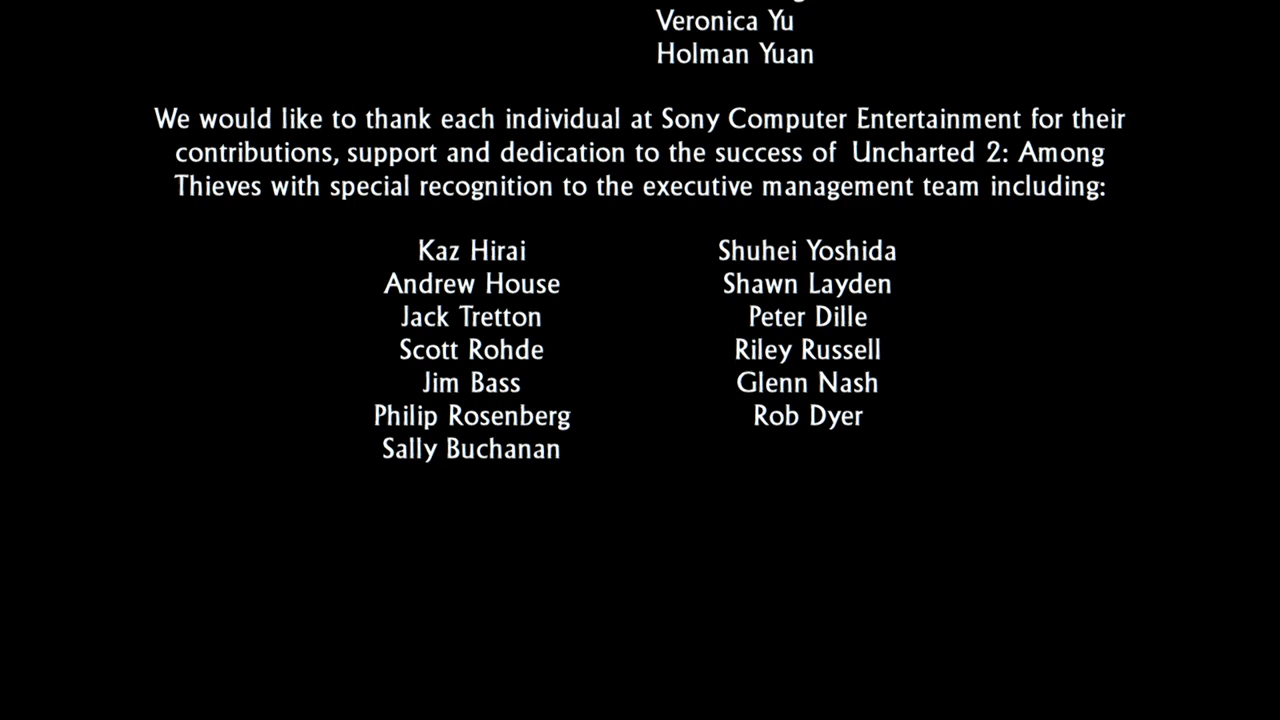 Veronica Yu
Holman Yuan
We would like to thank each individual at Sony Computer Entertainment for their
contributions, support and dedication to the success of Uncharted 2: Among
Thieves with special recognition to the executive management team including:
Kaz Hirai Shuhei Yoshida
Andrew House Shawn Layden
Jack Tretton Peter Dille
Scott Rohde Riley Russell
Jim Bass Glenn Nash
Philip Rosenberg Rob Dyer
Sally Buchanan